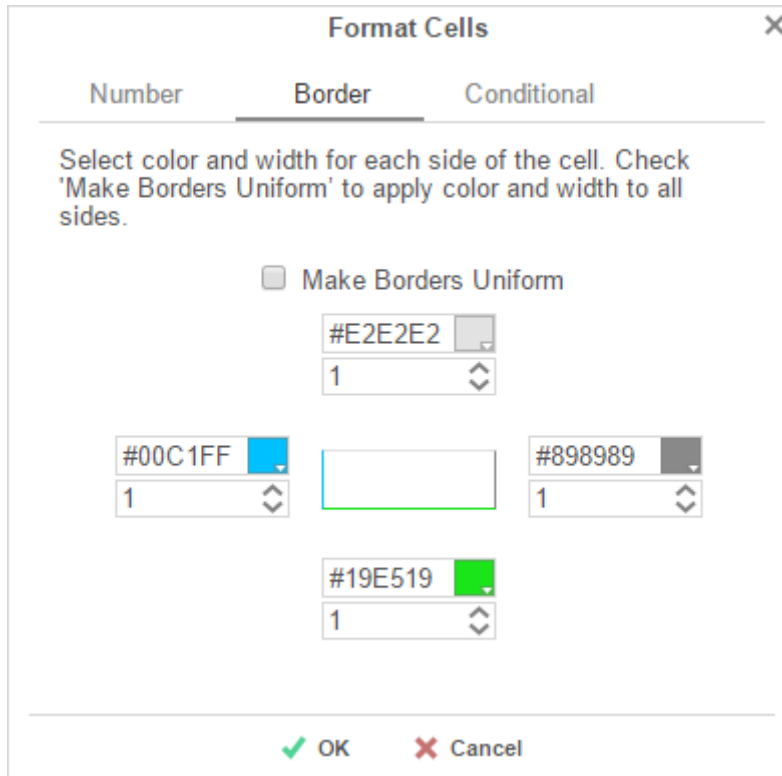 Format Cells
Number Border Conditional
Select color and width for each side of the cell. Check
'Make Borders Uniform' to apply color and width to all
sides.
Make Borders Uniform
#E2E2E2
1
#00C1FF #898989
1 1
#19E519
1
OK Cancel